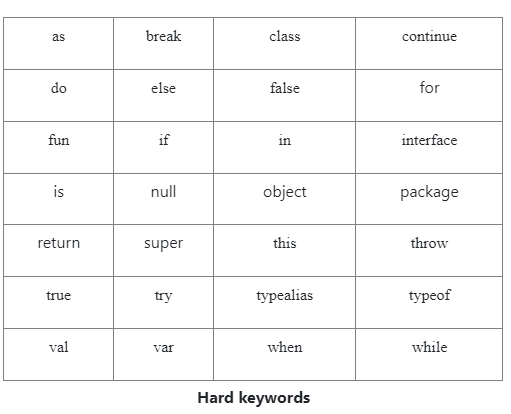 as break class continue
do else false for
fun if in interface
is null object package
return super this throw
true try typealias typeof
val var when while
Hard keywords